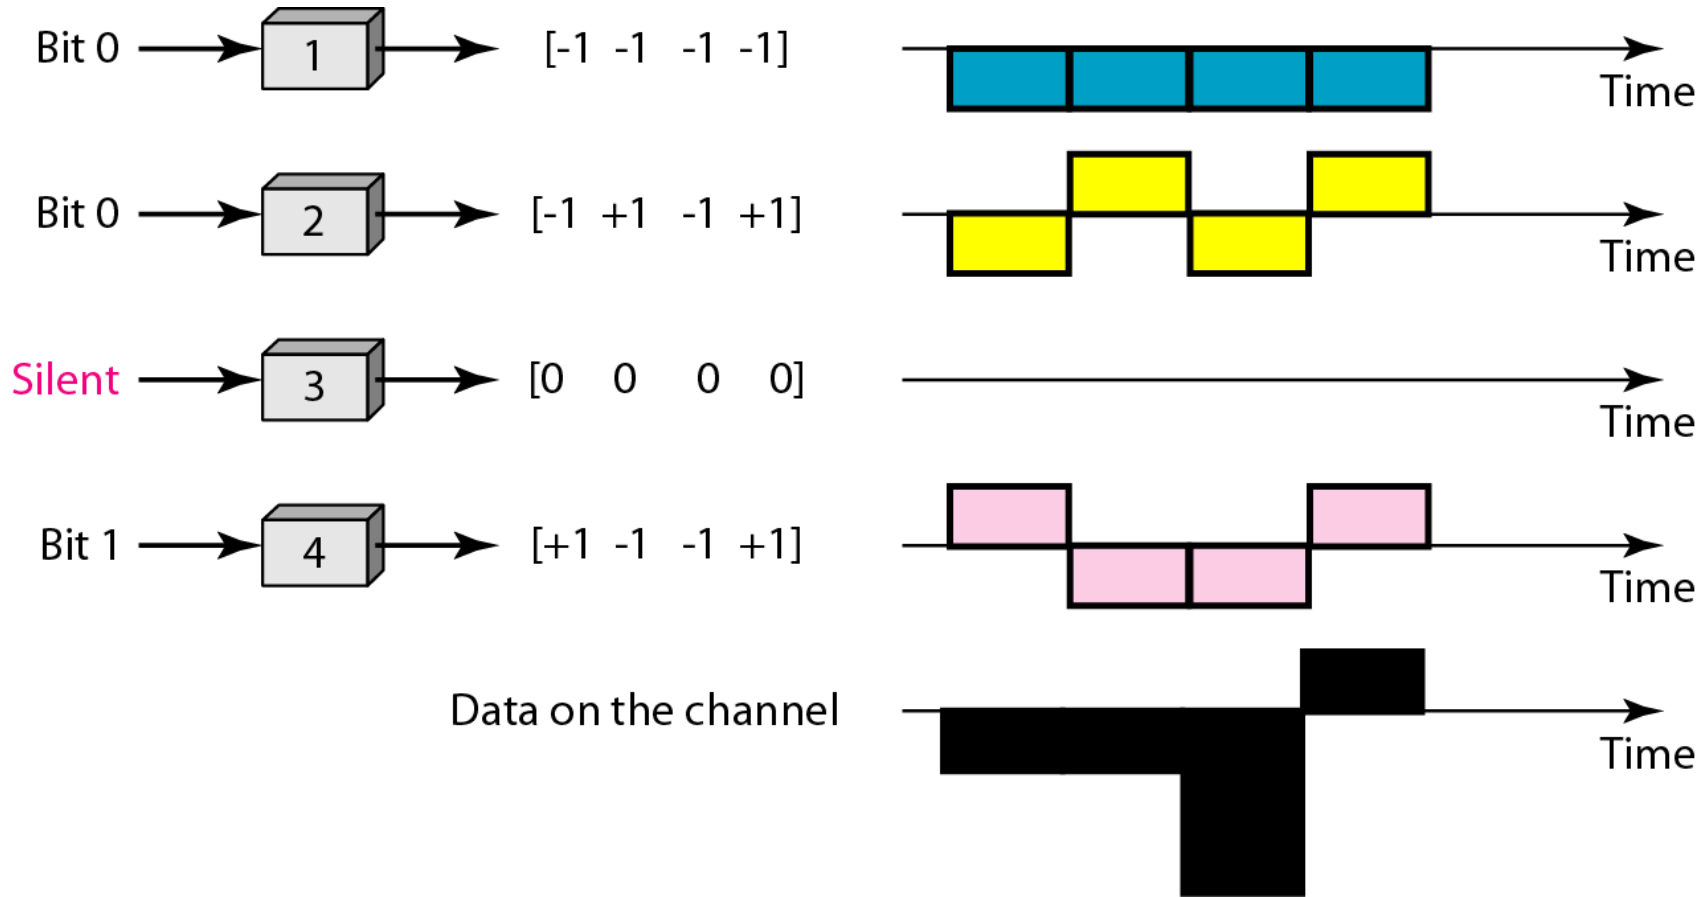 Bit 0 1 [-1 -1 -1 -1]
Time
Bit 0 2 [-1 +1 -1 +1]
Time
Silent 3 [0 0 0 0]
Time
Bit 1 4 [+1 -1 -1 +1]
Time
Data on the channel
Time